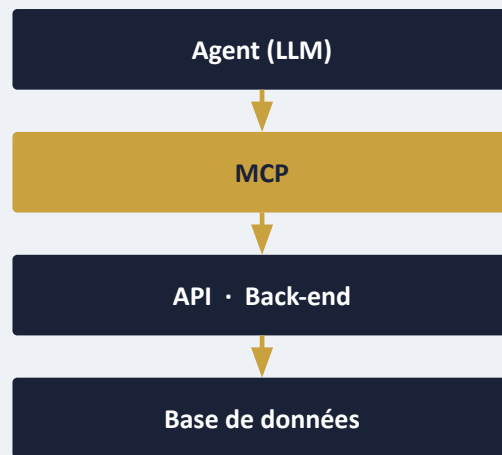 Agent (LLM)
MCP
API · Back-end
Base de données